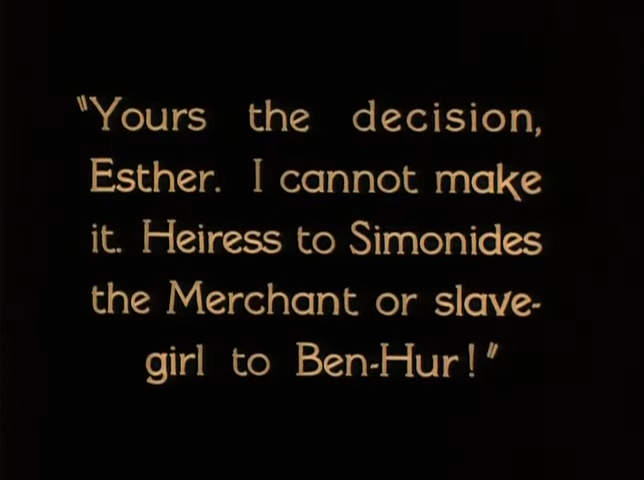 "Yours the decision,
Esther. I cannot make
it. Heiress to Simonides
the Merchant or slave-
girl to Ben-Hur!"